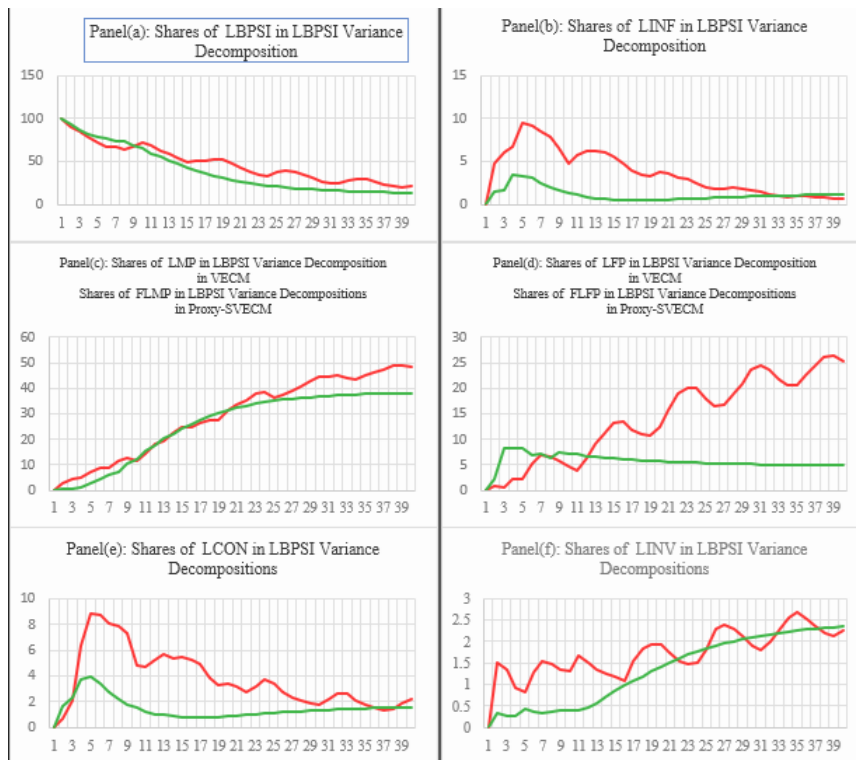 Panel(a): Shares of LBPSI in LBPSI Variance
Decomposition
150
100
50
0
1 3 5 7 9 11 13 15 17 19 21 23 25 27 29 31 33 35 37 39
Panel(b): Shares of LINF in LBPSI Variance
Decomposition
15
10
5
0
1 3 5 7 9 11 13 15 17 19 21 23 25 27 29 31 33 35 37 39
Panel(c): Shares of LMP in LBPSI Variance Decomposition
in VECM
Shares of FLMP in LBPSI Variance Decompositions
in Proxy-SVECM
60
50
40
30
20
10
0
1 3 5 7 9 11 13 15 17 19 21 23 25 27 29 31 33 35 37 39
Panel(d): Shares of LFP in LBPSI Variance Decomposition
in VECM
Shares of FLFP in LBPSI Variance Decompositions
in Proxy-SVECM
30
25
20
15
10
5
0
1 3 5 7 9 11 13 15 17 19 21 23 25 27 29 31 33 35 37 39
Panel(e): Shares of LCON in LBPSI Variance
Decompositions
10
8
6
4
2
0
1 3 5 7 9 11 13 15 17 19 21 23 25 27 29 31 33 35 37 39
Panel(f): Shares of LINV in LBPSI Variance
Decompositions
3
2.5
2
1.5
1
0.5
0
1 3 5 7 9 11 13 15 17 19 21 23 25 27 29 31 33 35 37 39